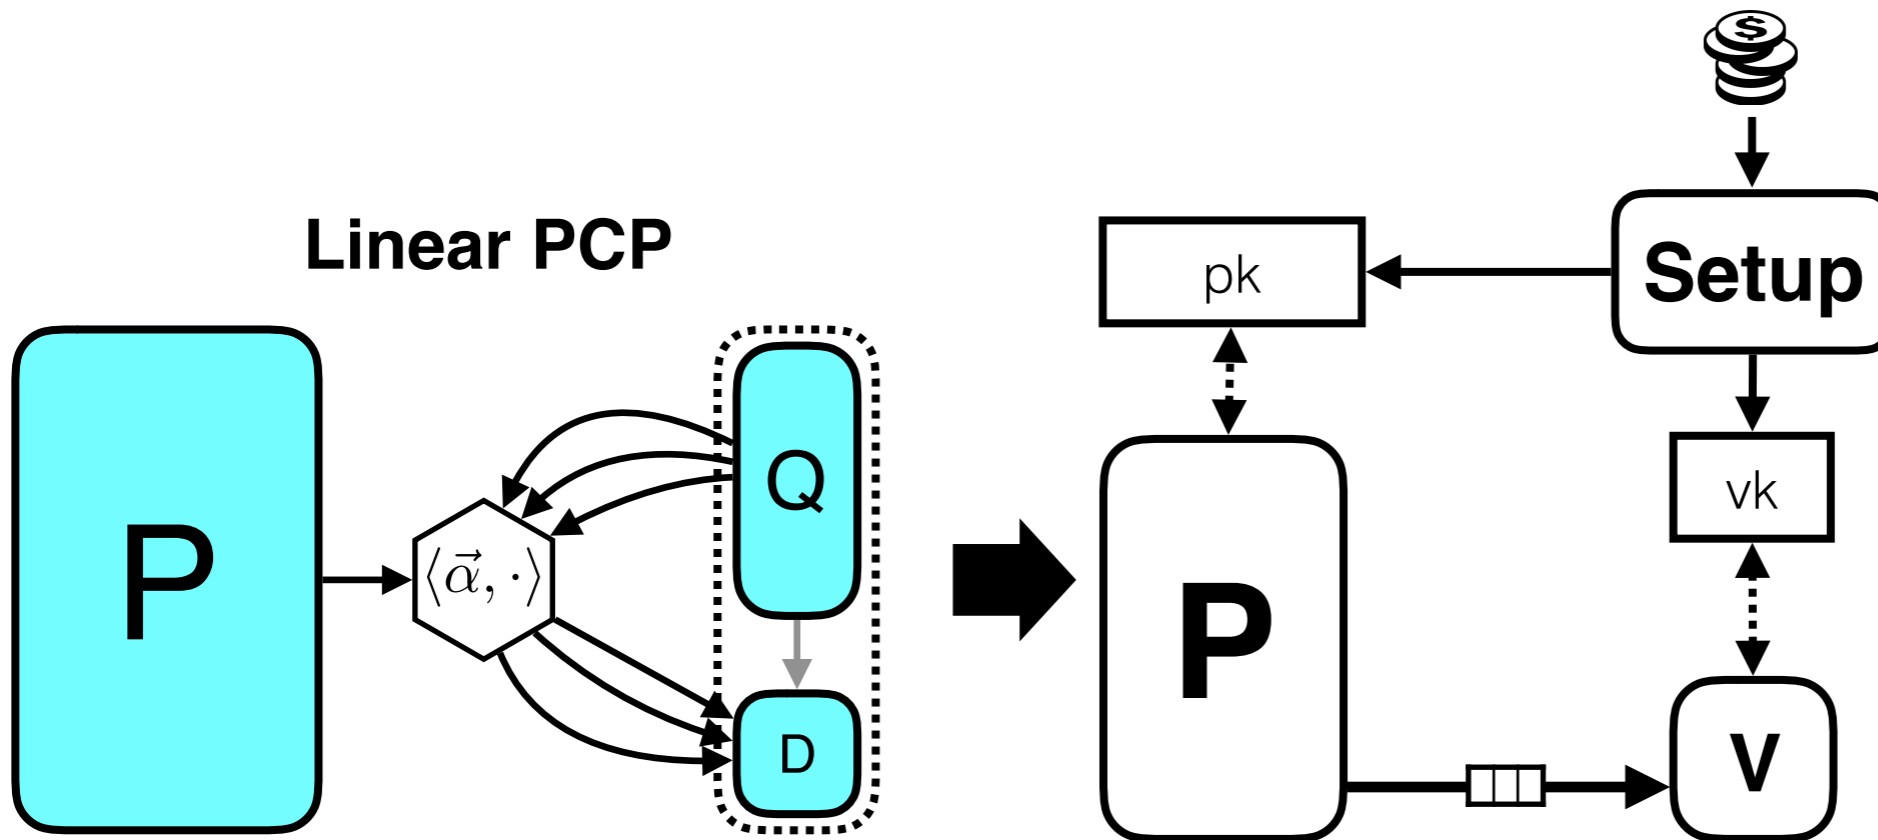 Linear PCP
P
⟨α⃗, ·⟩
Q
D
$
Setup
pk
vk
P
V